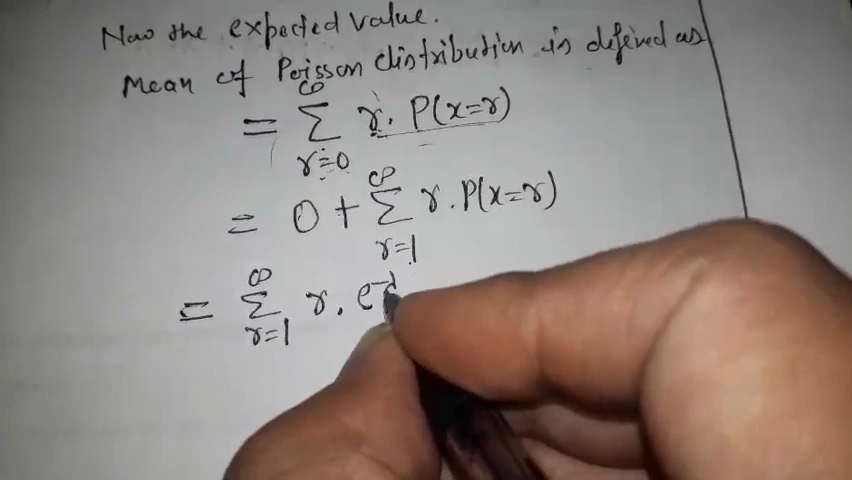 Now the expected value.
Mean of Poisson distribution is defined as
= ∞ Σ r=0 r. P(x=r)
= 0 + ∞ Σ r=1 r. P(x=r)
= ∞ Σ r=1 r. e^-